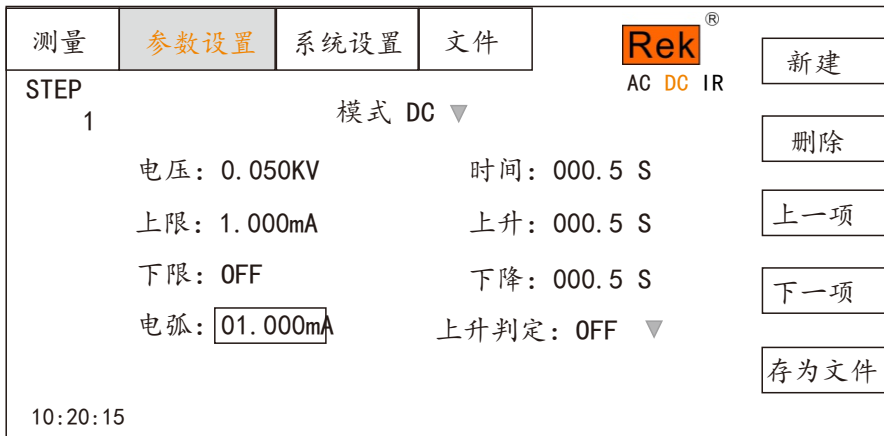 测量 参数设置 系统设置 文件 Rek®
AC DC IR
STEP
1
模式 DC ▼
电压: 0.050KV 时间: 000.5 S
上限: 1.000mA 上升: 000.5 S
下限: OFF 下降: 000.5 S
电弧: 01.000mA 上升判定: OFF ▼
10:20:15
新建
删除
上一项
下一项
存为文件